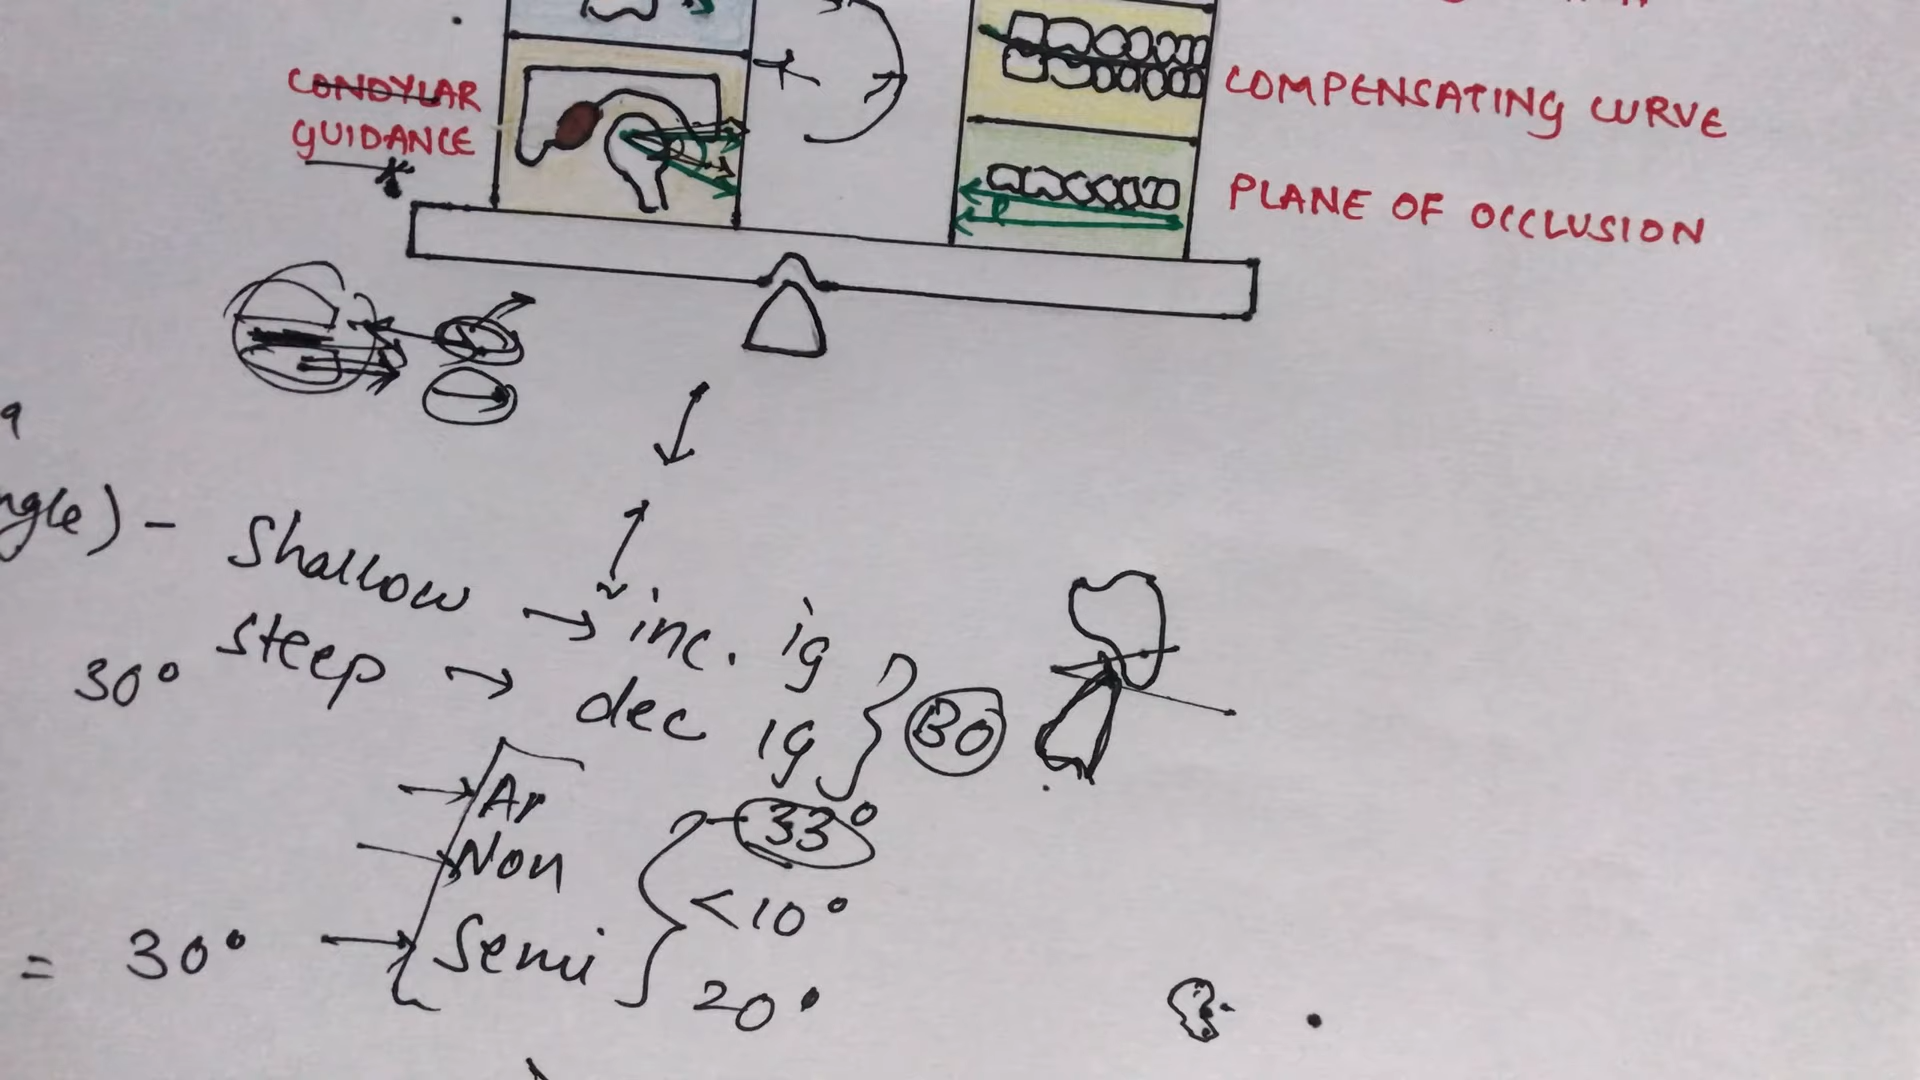 CONDYLAR
GUIDANCE
COMPENSATING CURVE
PLANE OF OCCLUSION
ngle) - Shallow → inc. ig
30° steep → dec ig } 30
Ar 33°
Non <10°
= 30° → Semi 20°